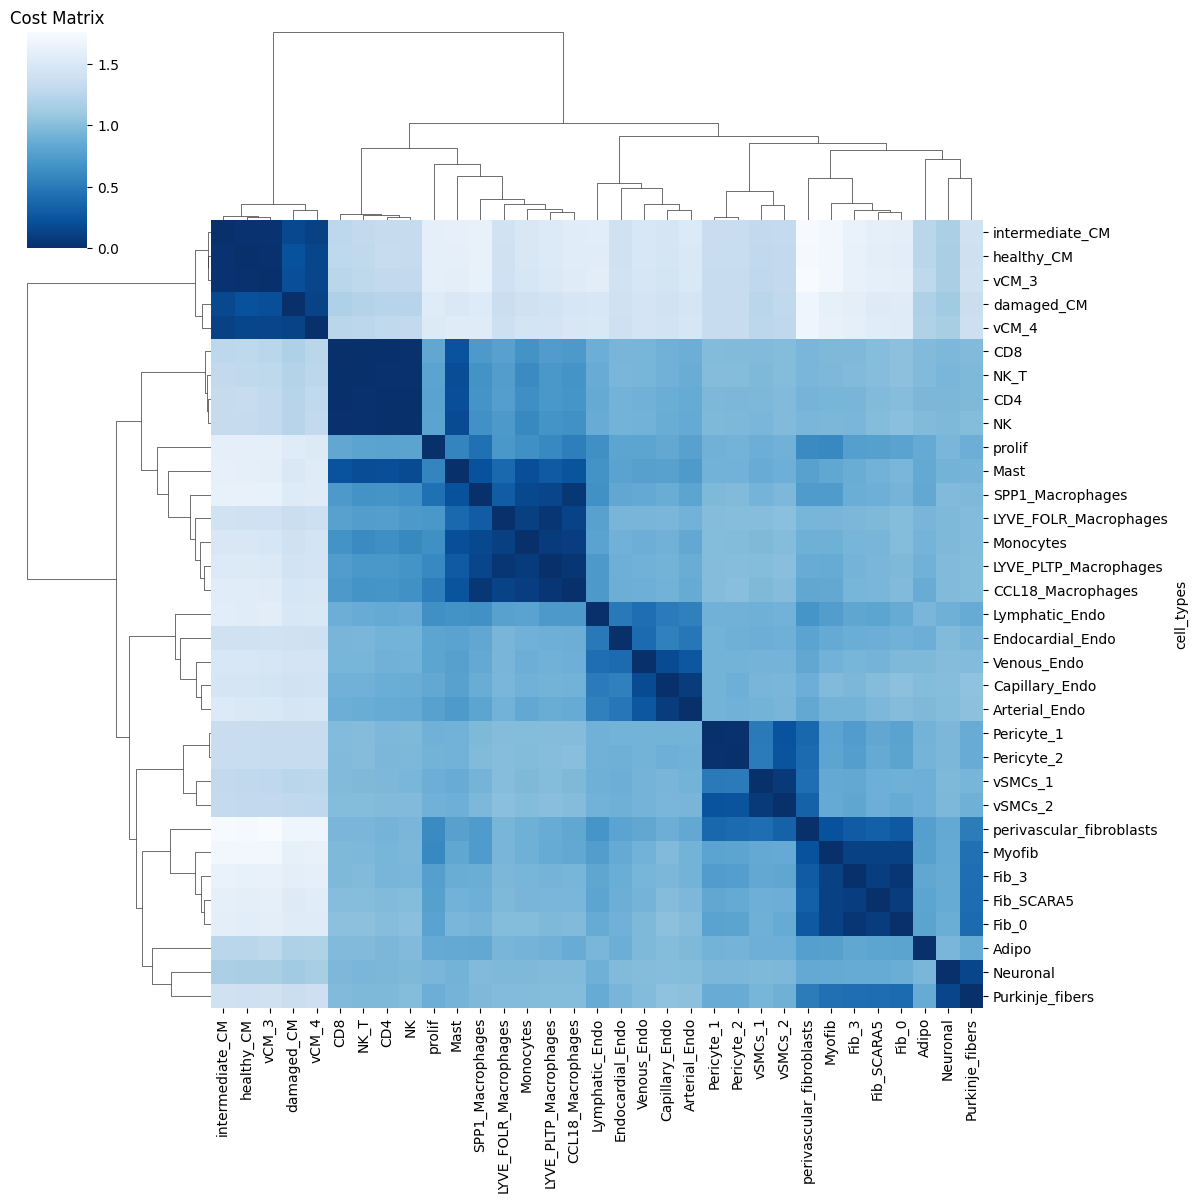 Cost Matrix
1.5
1.0
0.5
0.0
intermediate_CM
healthy_CM
vCM_3
damaged_CM
vCM_4
CD8
NK_T
CD4
NK
prolif
Mast
SPP1_Macrophages
LYVE_FOLR_Macrophages
Monocytes
LYVE_PLTP_Macrophages
CCL18_Macrophages
Lymphatic_Endo
Endocardial_Endo
Venous_Endo
Capillary_Endo
Arterial_Endo
Pericyte_1
Pericyte_2
vSMCs_1
vSMCs_2
perivascular_fibroblasts
Myofib
Fib_3
Fib_SCARA5
Fib_0
Adipo
Neuronal
Purkinje_fibers
cell_types
intermediate_CM
healthy_CM
vCM_3
damaged_CM
vCM_4
CD8
NK_T
CD4
NK
prolif
Mast
SPP1_Macrophages
LYVE_FOLR_Macrophages
Monocytes
LYVE_PLTP_Macrophages
CCL18_Macrophages
Lymphatic_Endo
Endocardial_Endo
Venous_Endo
Capillary_Endo
Arterial_Endo
Pericyte_1
Pericyte_2
vSMCs_1
vSMCs_2
perivascular_fibroblasts
Myofib
Fib_3
Fib_SCARA5
Fib_0
Adipo
Neuronal
Purkinje_fibers